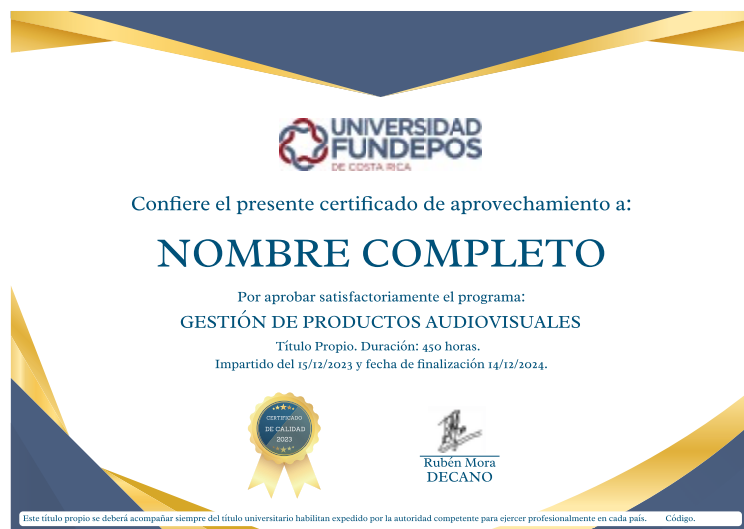 UNIVERSIDAD
FUNDEPOS
DE COSTA RICA
Confiere el presente certificado de aprovechamiento a:
NOMBRE COMPLETO
Por aprobar satisfactoriamente el programa:
GESTIÓN DE PRODUCTOS AUDIOVISUALES
Título Propio. Duración: 450 horas.
Impartido del 15/12/2023 y fecha de finalización 14/12/2024.
CERTIFICADO
DE CALIDAD
2023
Rubén Mora
DECANO
Este título propio se deberá acompañar siempre del título universitario habilitan expedido por la autoridad competente para ejercer profesionalmente en cada país. Código.